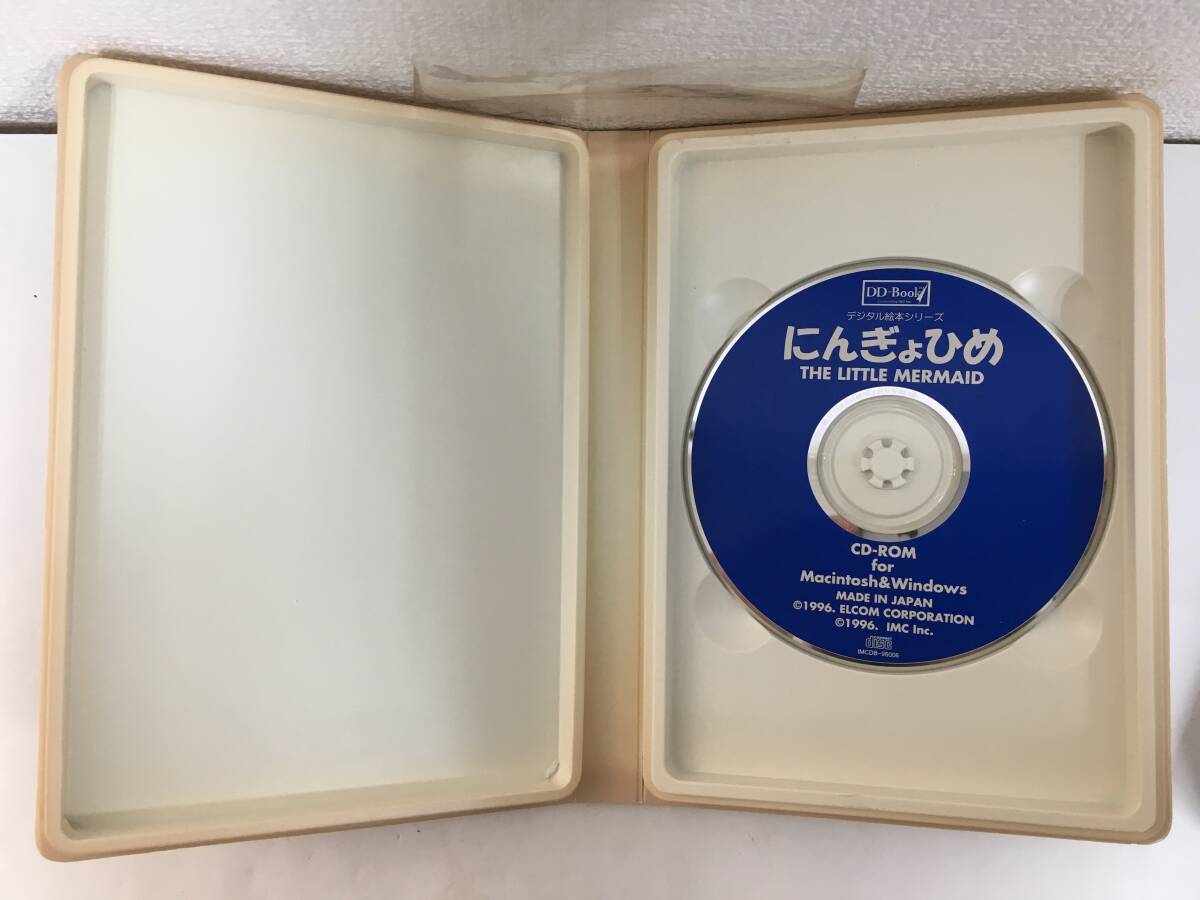 DD-Book
デジタル絵本シリーズ
にんぎょひめ
THE LITTLE MERMAID
CD-ROM
for
Macintosh&Windows
MADE IN JAPAN
©1996. ELCOM CORPORATION
©1996. IMC Inc.
disc
IMCDB-96006